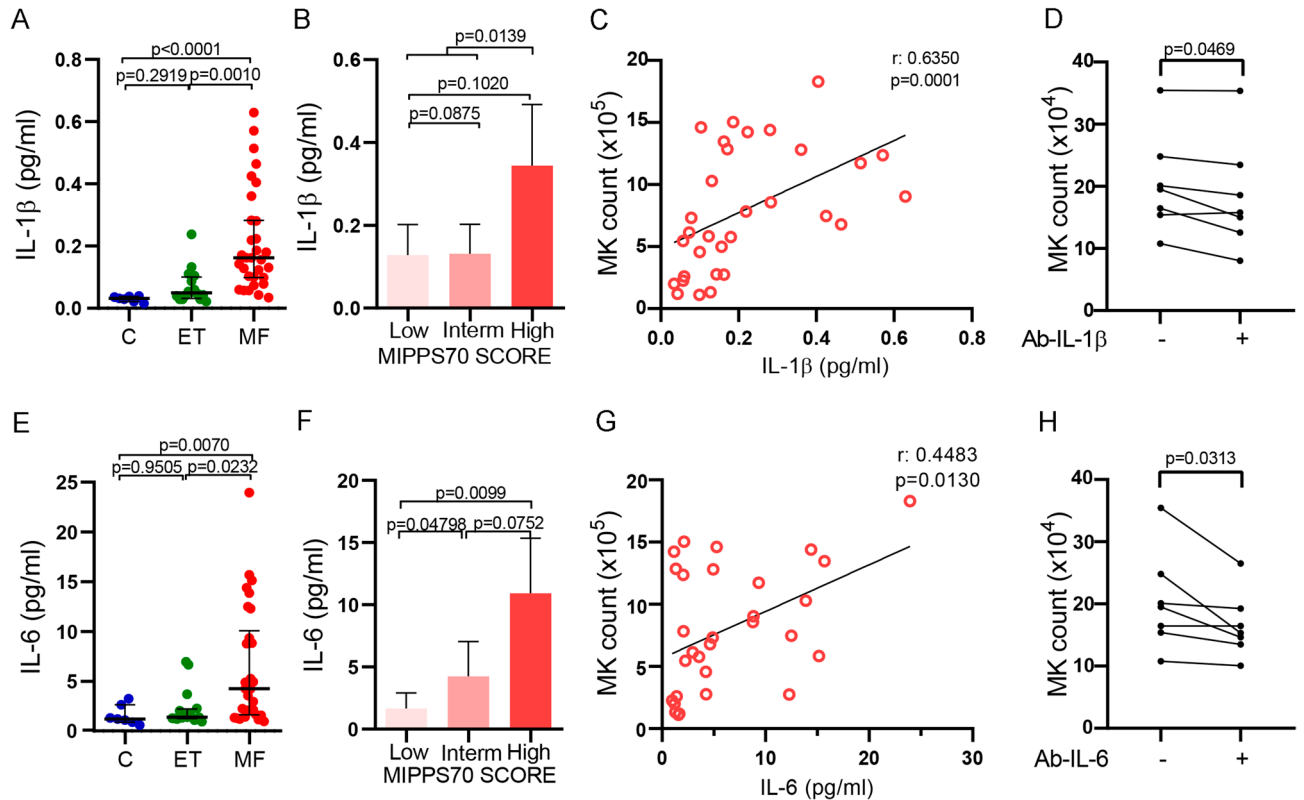 A
p<0.0001
p=0.2919 p=0.0010
IL-1β (pg/ml)
0.8
0.6
0.4
0.2
0.0
C ET MF
B
p=0.0139
p=0.1020
p=0.0875
IL-1β (pg/ml)
0.6
0.4
0.2
0.0
Low Interm High
MIPPS70 SCORE
C
r: 0.6350
p=0.0001
MK count (x10⁵)
20
15
10
5
0
0.0 0.2 0.4 0.6 0.8
IL-1β (pg/ml)
D
p=0.0469
MK count (x10⁴)
40
30
20
10
0
Ab-IL-1β - +
E
p=0.0070
p=0.9505 p=0.0232
IL-6 (pg/ml)
25
20
15
10
5
0
C ET MF
F
p=0.0099
p=0.04798 p=0.0752
IL-6 (pg/ml)
20
15
10
5
0
Low Interm High
MIPPS70 SCORE
G
r: 0.4483
p=0.0130
MK count (x10⁵)
20
15
10
5
0
0 10 20 30
IL-6 (pg/ml)
H
p=0.0313
MK count (x10⁴)
40
30
20
10
0
Ab-IL-6 - +